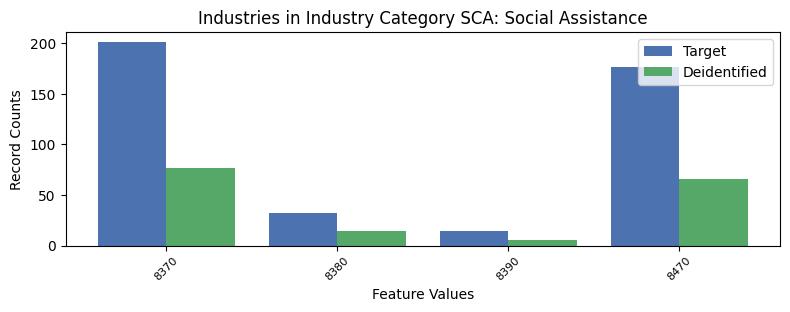 Industries in Industry Category SCA: Social Assistance
Record Counts
200
150
100
50
0
Target
Deidentified
8370
8380
8390
8470
Feature Values